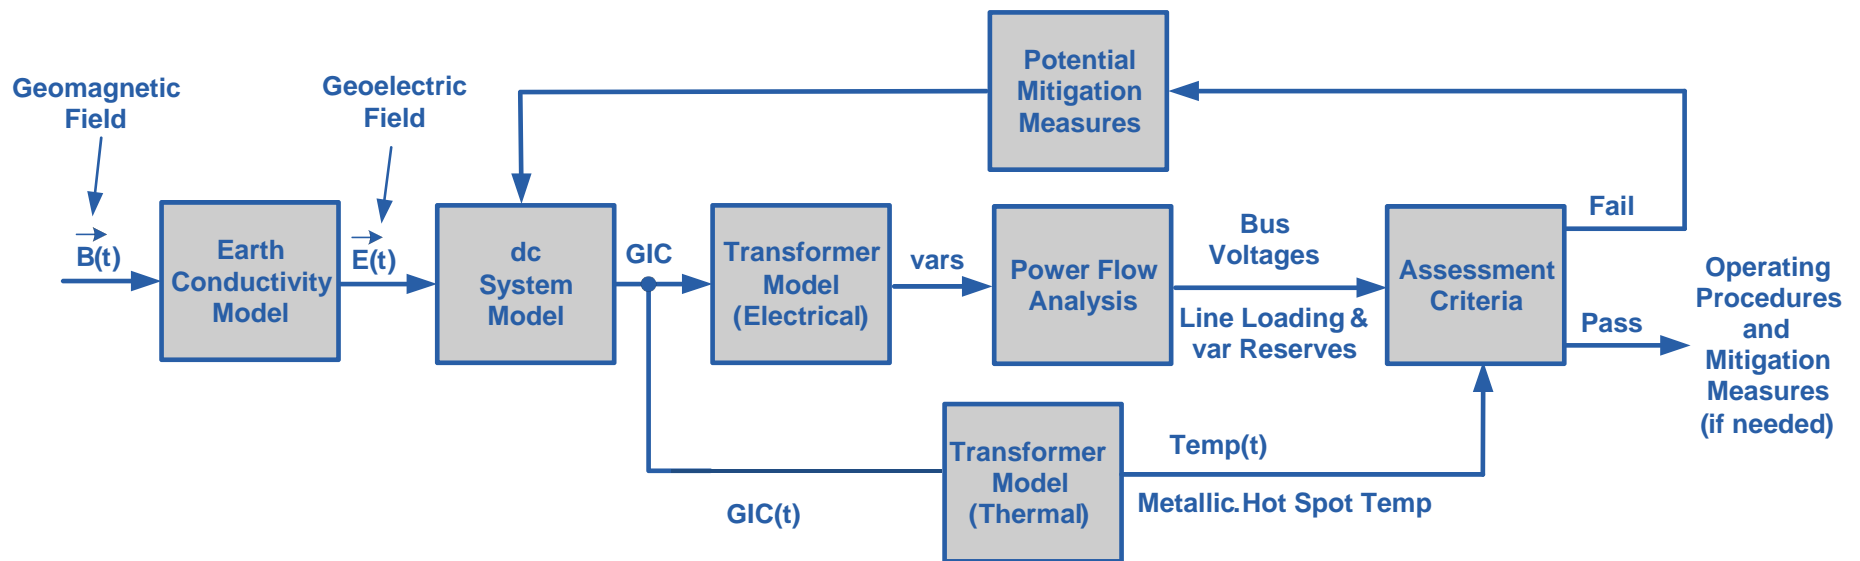 Geomagnetic
Field
Geoelectric
Field
Potential
Mitigation
Measures
B(t)
Earth
Conductivity
Model
E(t)
dc
System
Model
GIC
Transformer
Model
(Electrical)
vars
Power Flow
Analysis
Bus
Voltages
Line Loading &
var Reserves
Assessment
Criteria
Fail
Pass
Operating
Procedures
and
Mitigation
Measures
(if needed)
GIC(t)
Transformer
Model
(Thermal)
Temp(t)
Metallic.Hot Spot Temp